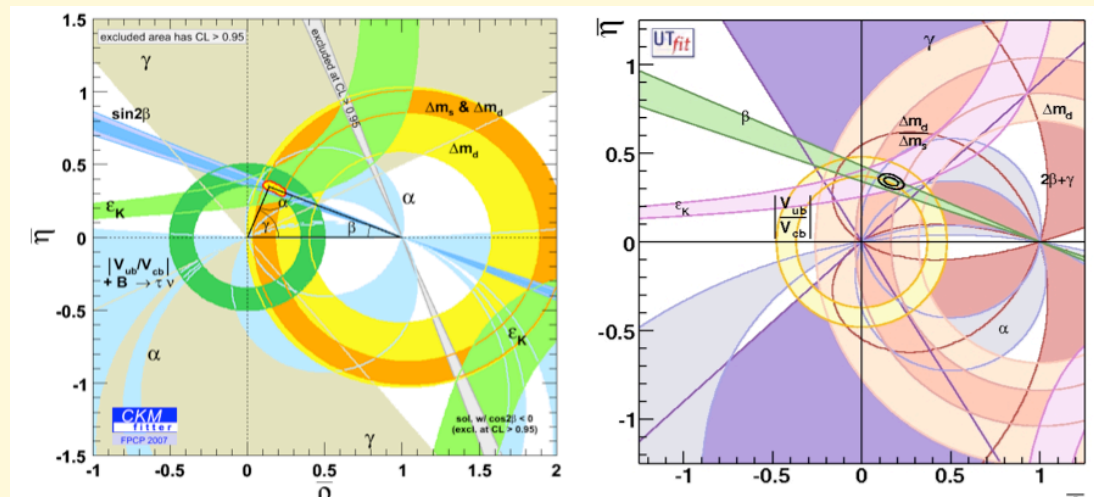 1.5
excluded area has CL > 0.95
γ
excluded at CL > 0.95
1
Δm_s & Δm_d
sin2β
Δm_d
0.5
ε_K
α
α
γ
β
η̅
0
|V_ub/V_cb|
+ B → τ ν
-0.5
ε_K
α
-1
CKM
fitter
FPCP 2007
γ
sol. w/ cos2β < 0
(excl. at CL > 0.95)
-1.5
-1 -0.5 0 0.5 1 1.5 2
ρ̅
η̅
UTfit
γ
1
β
Δm_d
Δm_s
Δm_d
0.5
2β+γ
ε_K
|V_ub
V_cb|
0
-0.5
α
-1
-1 -0.5 0 0.5 1